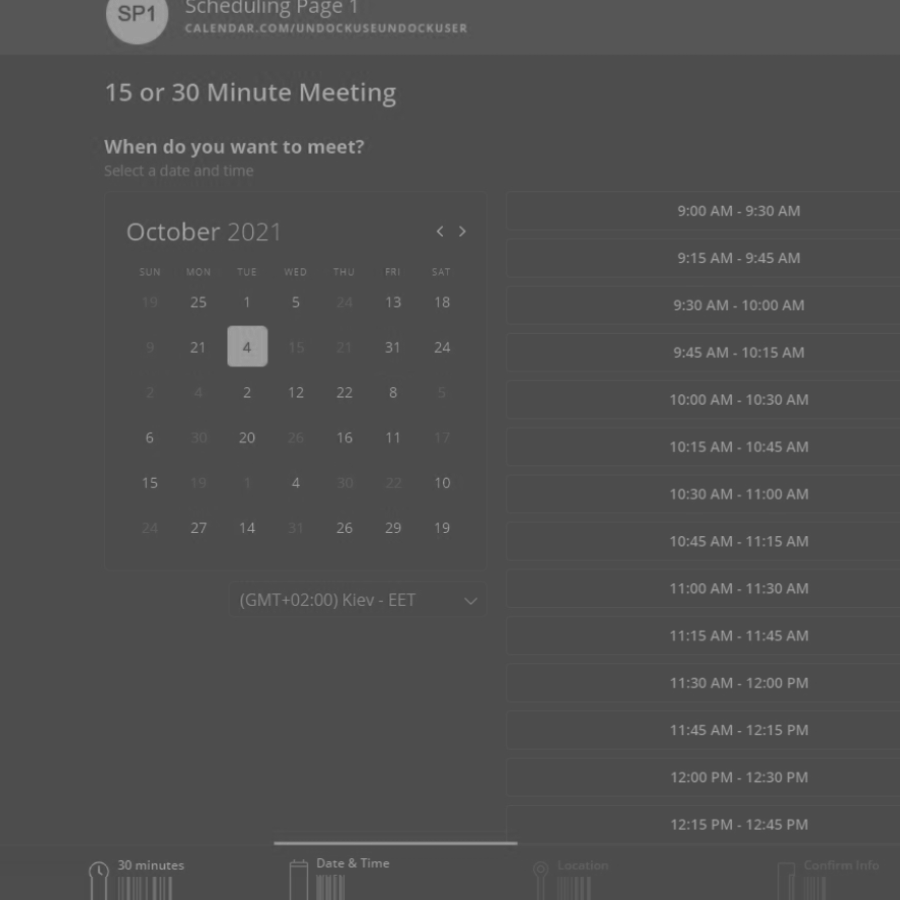 SP1
Scheduling Page 1
CALENDAR.COM/UNDOCKUSEUNDOCKUSER
15 or 30 Minute Meeting
When do you want to meet?
Select a date and time
October 2021
SUN MON TUE WED THU FRI SAT
19 25 1 5 24 13 18
9 21 4 15 21 31 24
2 4 2 12 22 8 5
6 30 20 26 16 11 17
15 19 1 4 30 22 10
24 27 14 31 26 29 19
(GMT+02:00) Kiev - EET
9:00 AM - 9:30 AM
9:15 AM - 9:45 AM
9:30 AM - 10:00 AM
9:45 AM - 10:15 AM
10:00 AM - 10:30 AM
10:15 AM - 10:45 AM
10:30 AM - 11:00 AM
10:45 AM - 11:15 AM
11:00 AM - 11:30 AM
11:15 AM - 11:45 AM
11:30 AM - 12:00 PM
11:45 AM - 12:15 PM
12:00 PM - 12:30 PM
12:15 PM - 12:45 PM
30 minutes
Date & Time
Location
Confirm Info